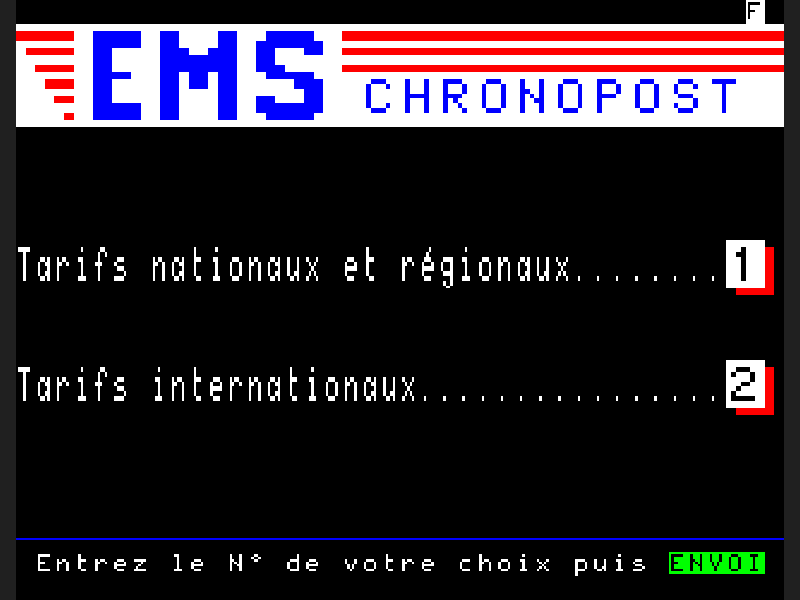 F
EMS
CHRONOPOST
Tarifs nationaux et régionaux........1
Tarifs internationaux................2
Entrez le N° de votre choix puis ENVOI